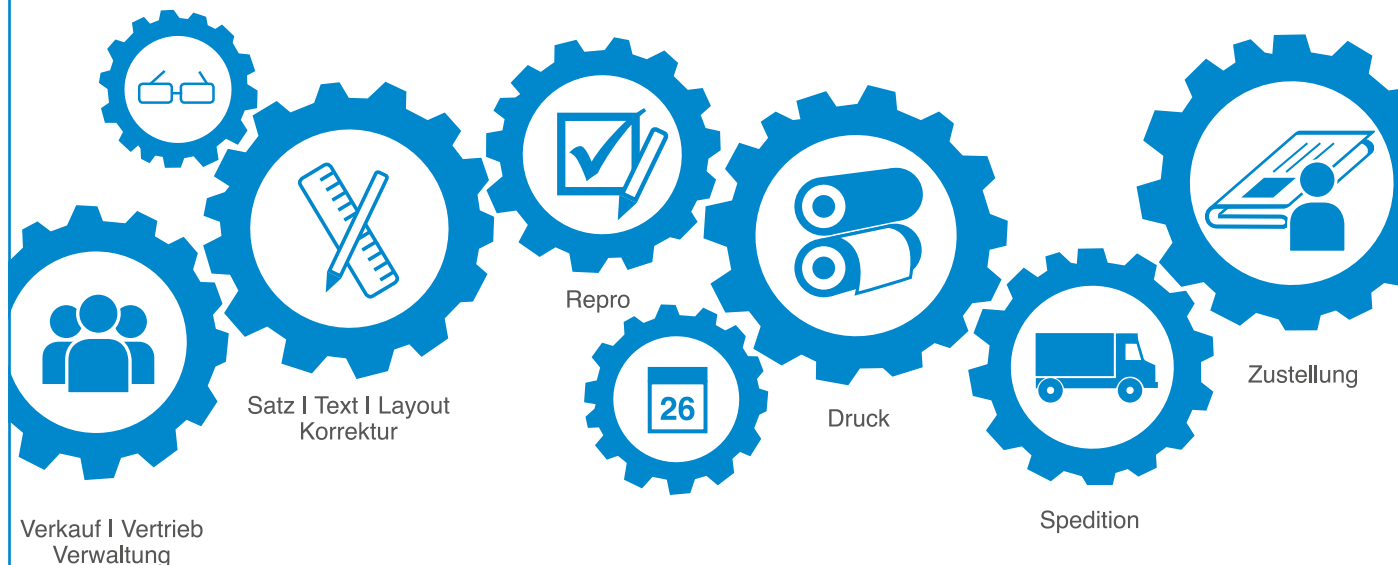 Repro
26
Satz I Text I Layout
Korrektur
Druck
Zustellung
Spedition
Verkauf I Vertrieb
Verwaltung